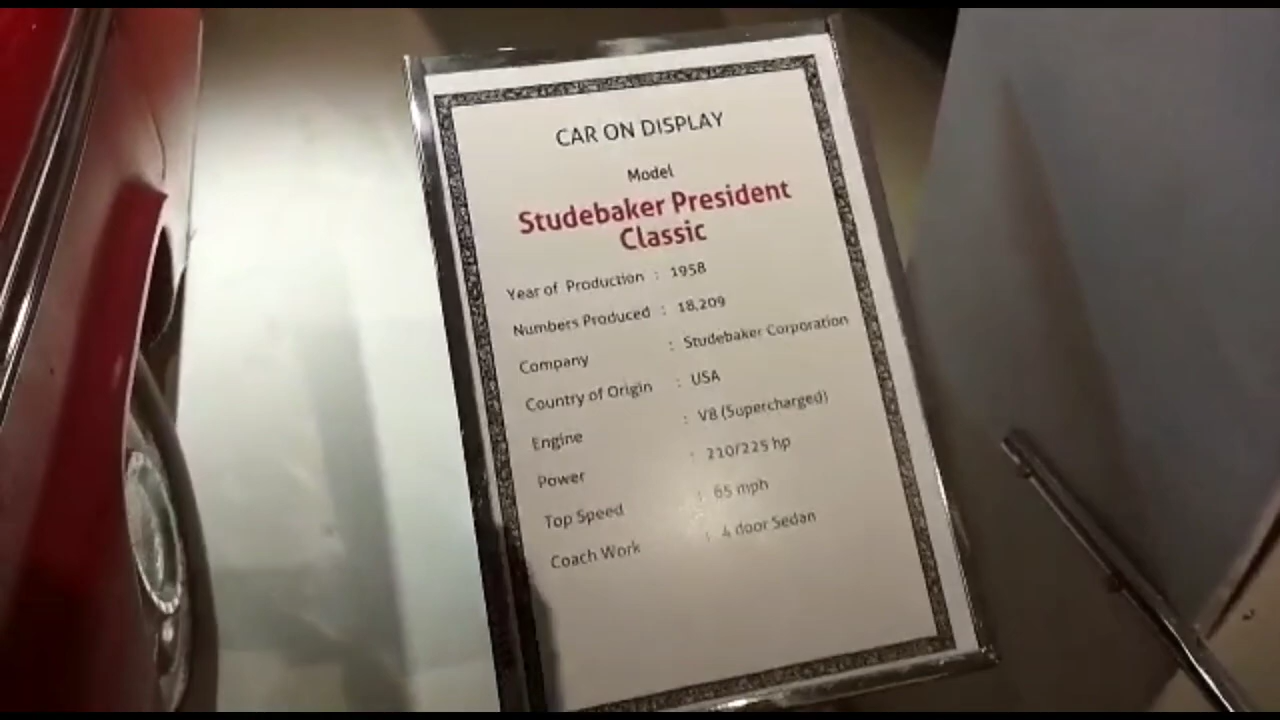 CAR ON DISPLAY
Model
Studebaker President
Classic
Year of Production : 1958
Numbers Produced : 18,209
Company : Studebaker Corporation
Country of Origin : USA
Engine : V8 (Supercharged)
Power : 210/225 hp
Top Speed : 65 mph
Coach Work : 4 door Sedan